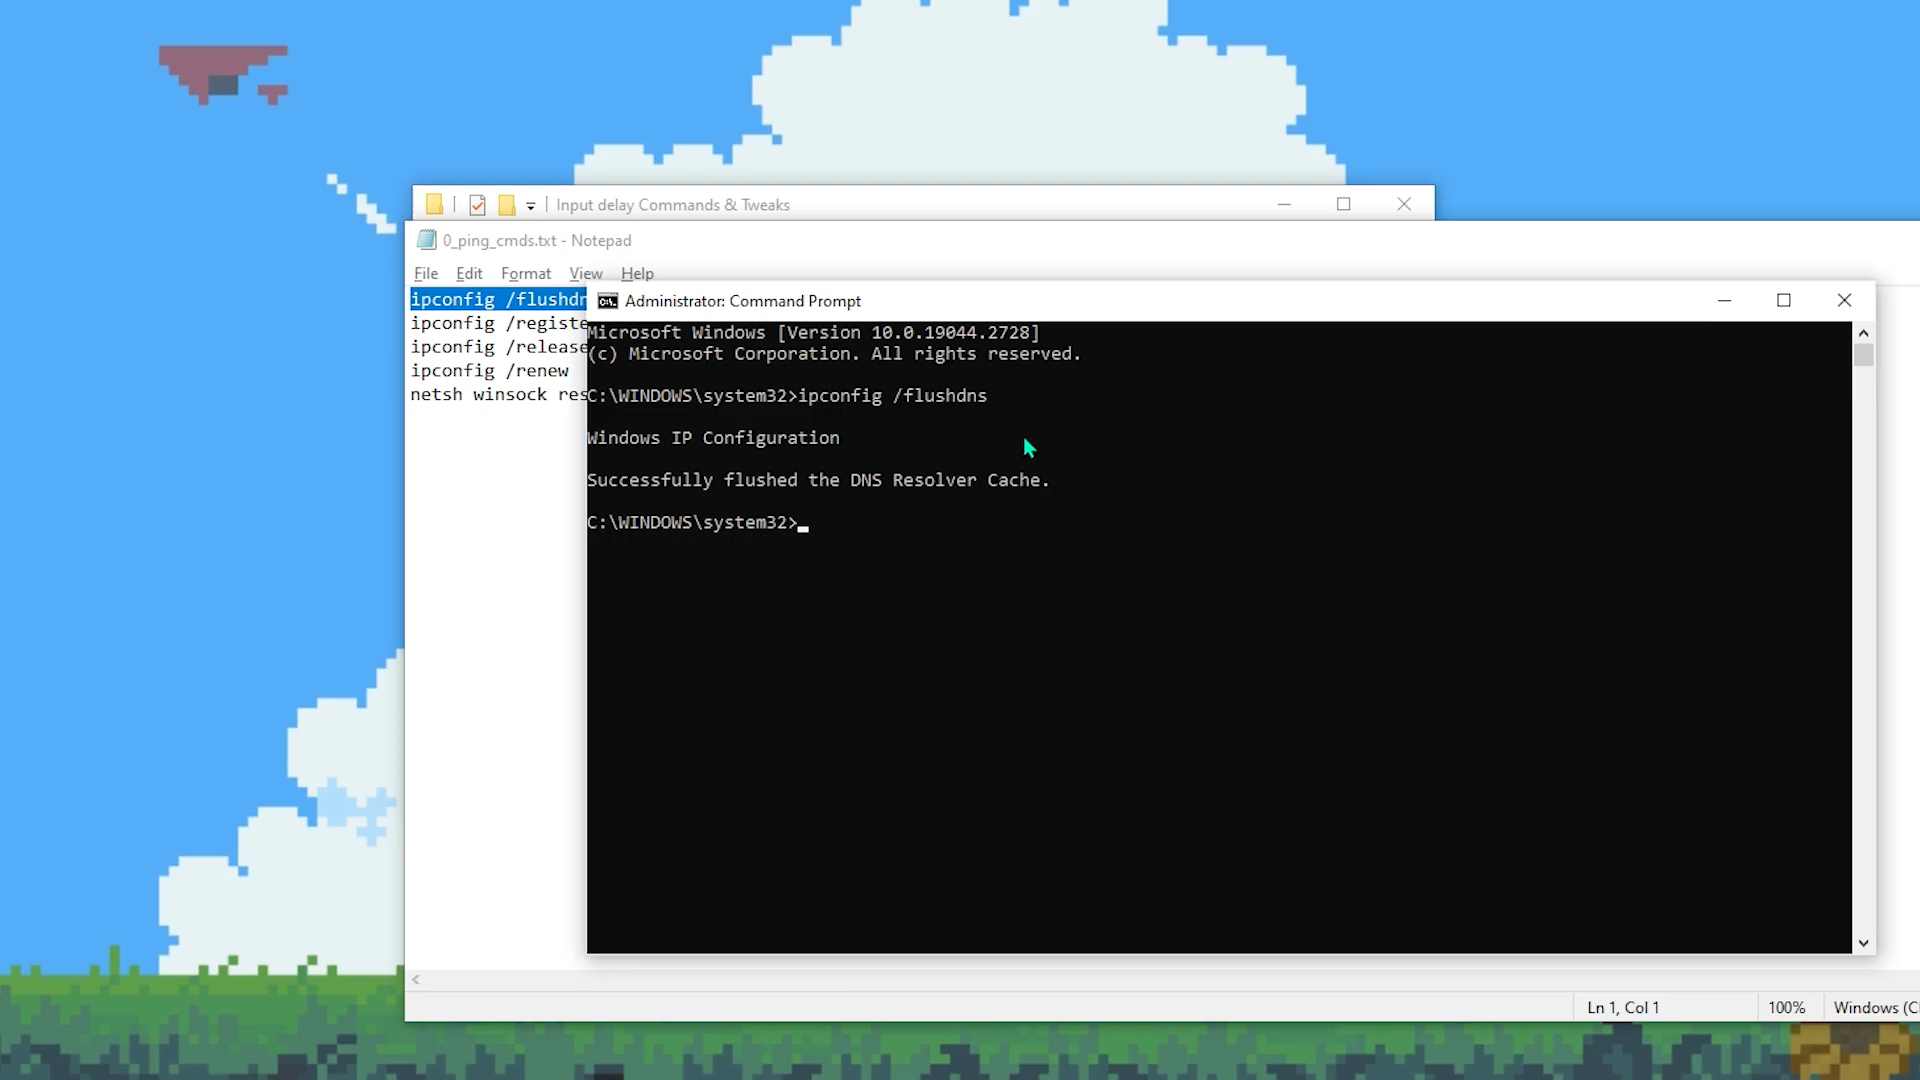 Input delay Commands & Tweaks
0_ping_cmds.txt - Notepad
File Edit Format View Help
ipconfig /flushdn
ipconfig /registe
ipconfig /release
ipconfig /renew
netsh winsock res
Administrator: Command Prompt
Microsoft Windows [Version 10.0.19044.2728]
(c) Microsoft Corporation. All rights reserved.
C:\WINDOWS\system32>ipconfig /flushdns
Windows IP Configuration
Successfully flushed the DNS Resolver Cache.
C:\WINDOWS\system32>
Ln 1, Col 1 100% Windows (C